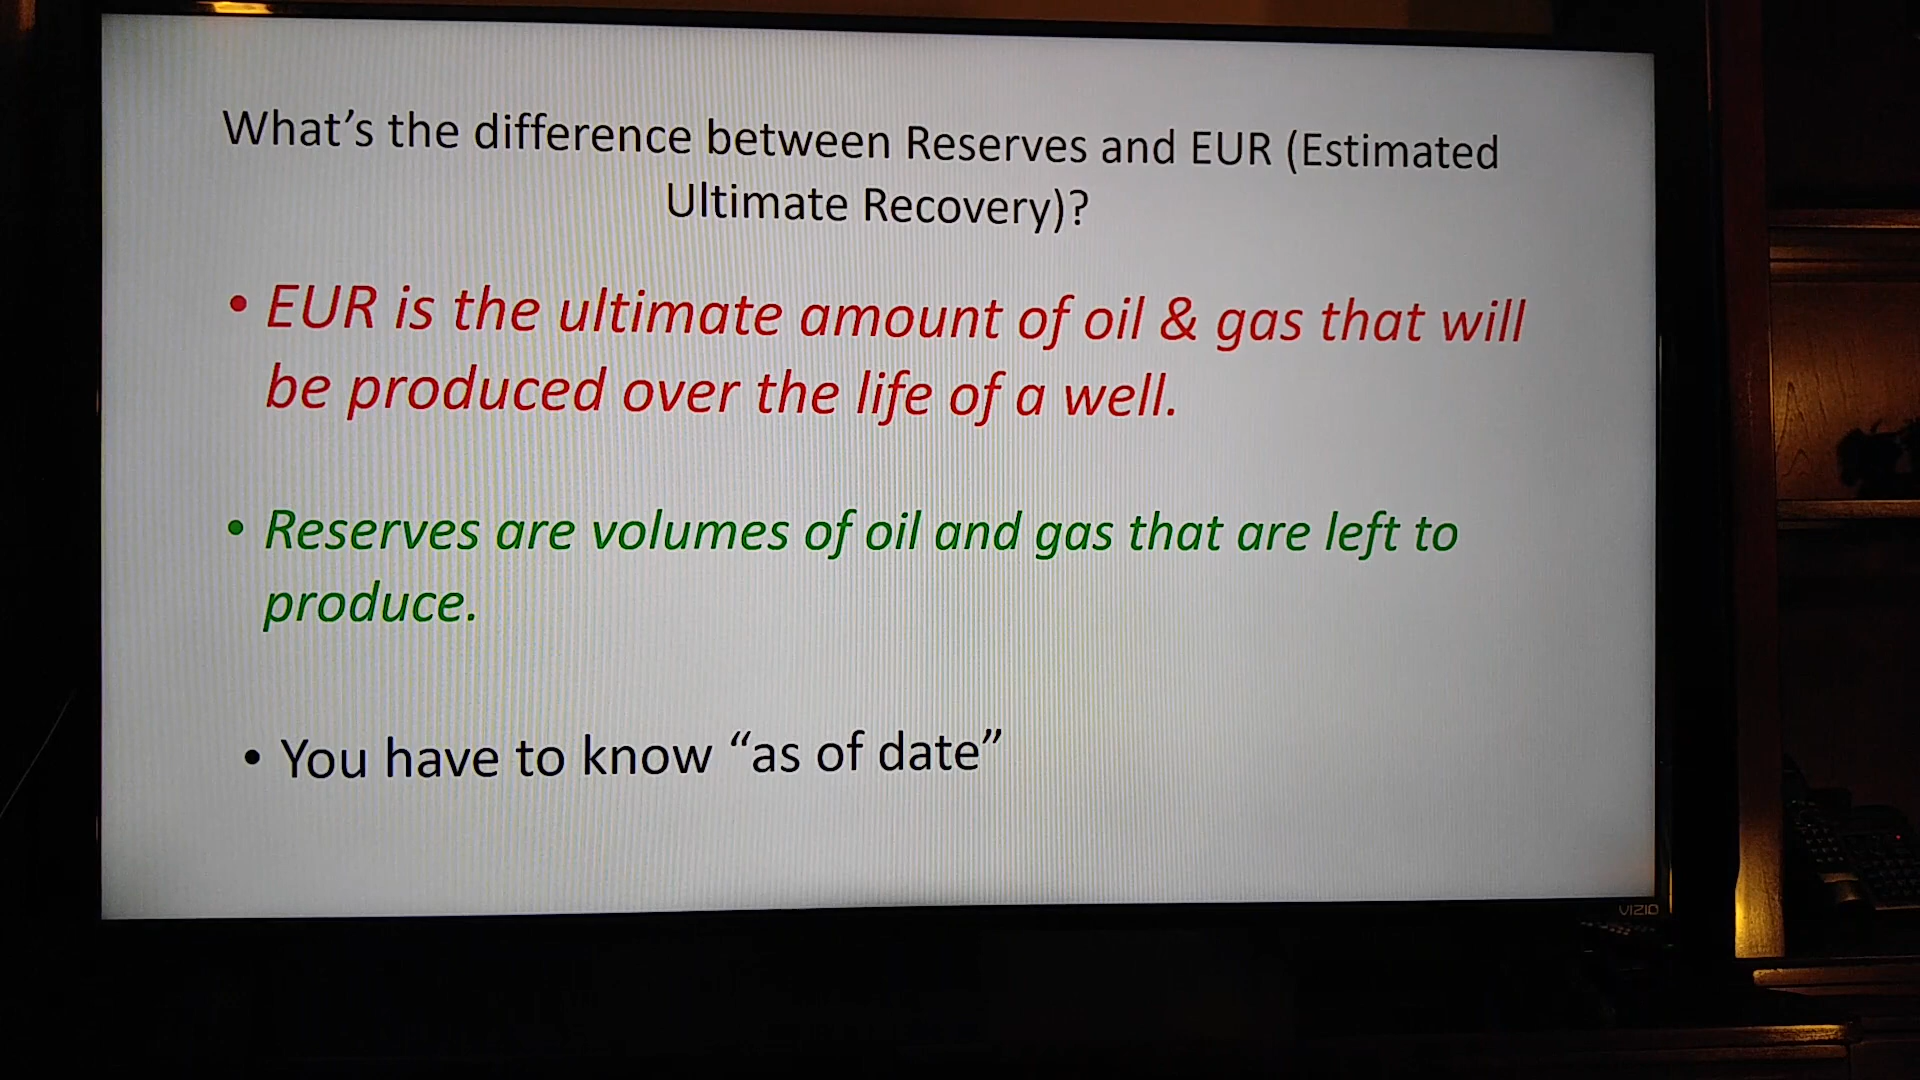 What’s the difference between Reserves and EUR (Estimated
Ultimate Recovery)?
• EUR is the ultimate amount of oil & gas that will
be produced over the life of a well.
• Reserves are volumes of oil and gas that are left to
produce.
• You have to know “as of date”
VIZIO